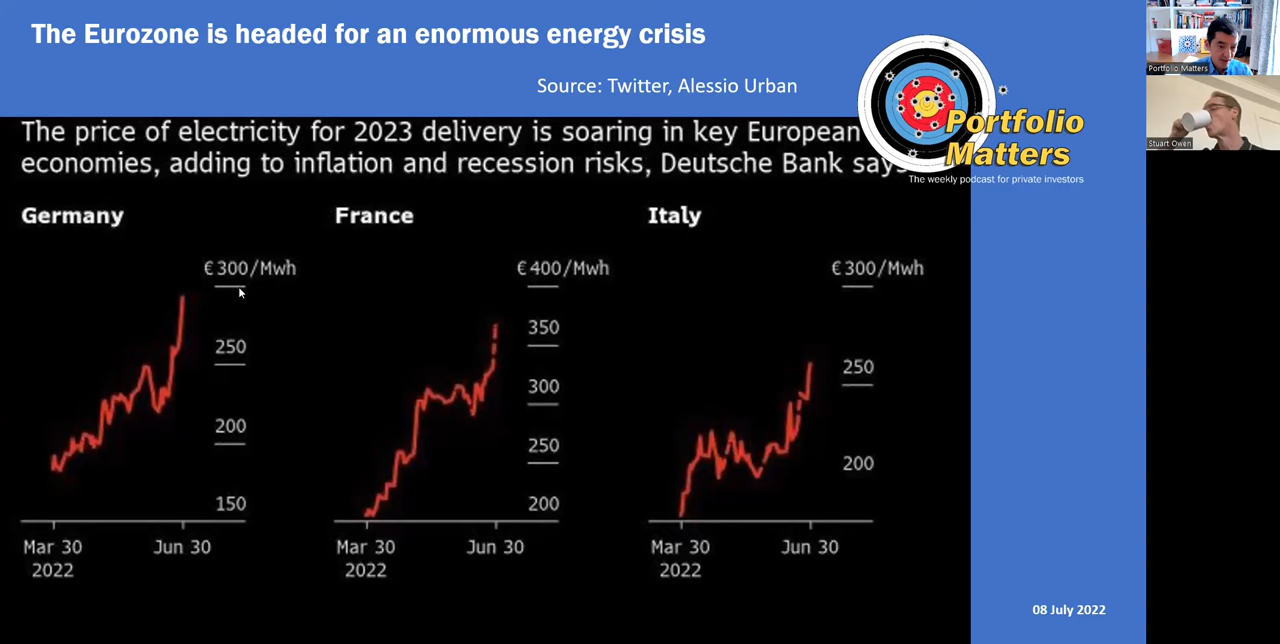 The Eurozone is headed for an enormous energy crisis
Source: Twitter, Alessio Urban
Portfolio
Matters
The weekly podcast for private investors
Portfolio Matters
Stuart Owen
The price of electricity for 2023 delivery is soaring in key European
economies, adding to inflation and recession risks, Deutsche Bank says
Germany
€300/Mwh
250
200
150
Mar 30
2022
Jun 30
France
€400/Mwh
350
300
250
200
Mar 30
2022
Jun 30
Italy
€300/Mwh
250
200
Mar 30
2022
Jun 30
08 July 2022